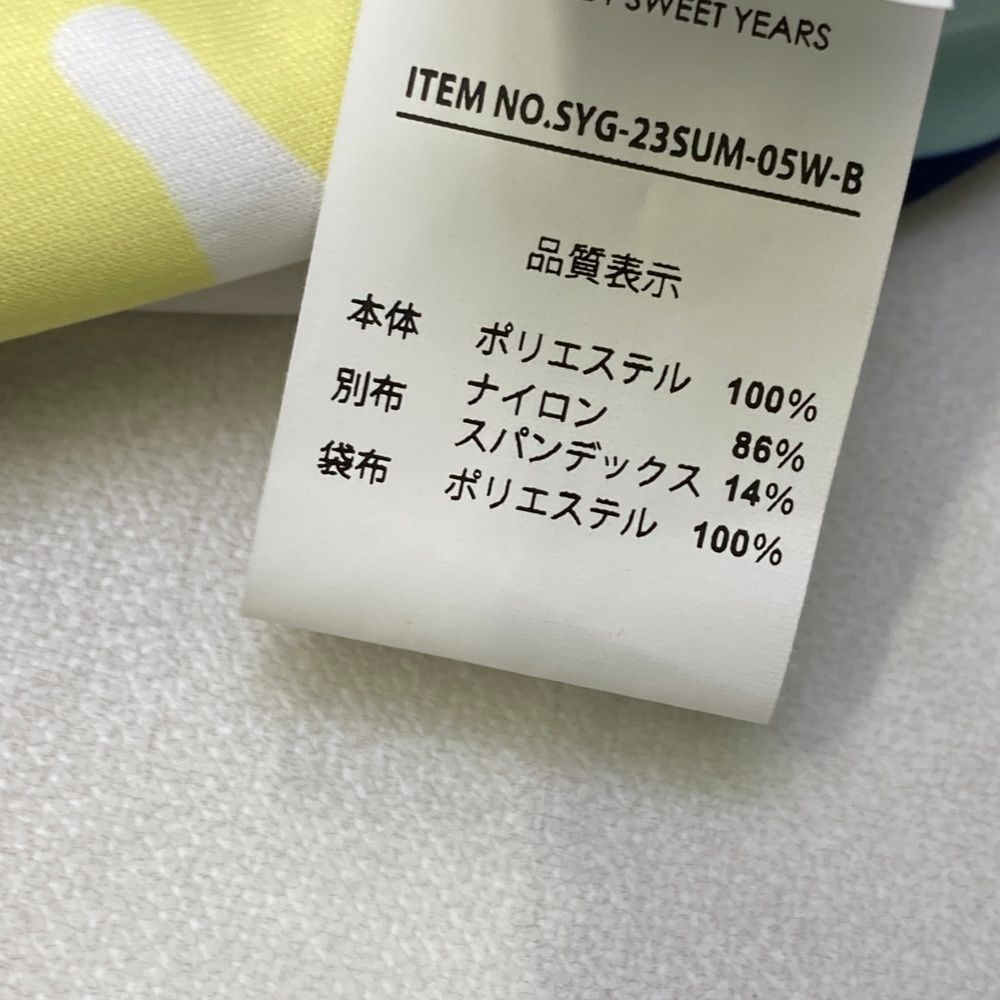 SWEET YEARS
ITEM NO.SYG-23SUM-05W-B
品質表示
本体 ポリエステル 100%
別布 ナイロン 86%
スパンデックス 14%
袋布 ポリエステル 100%